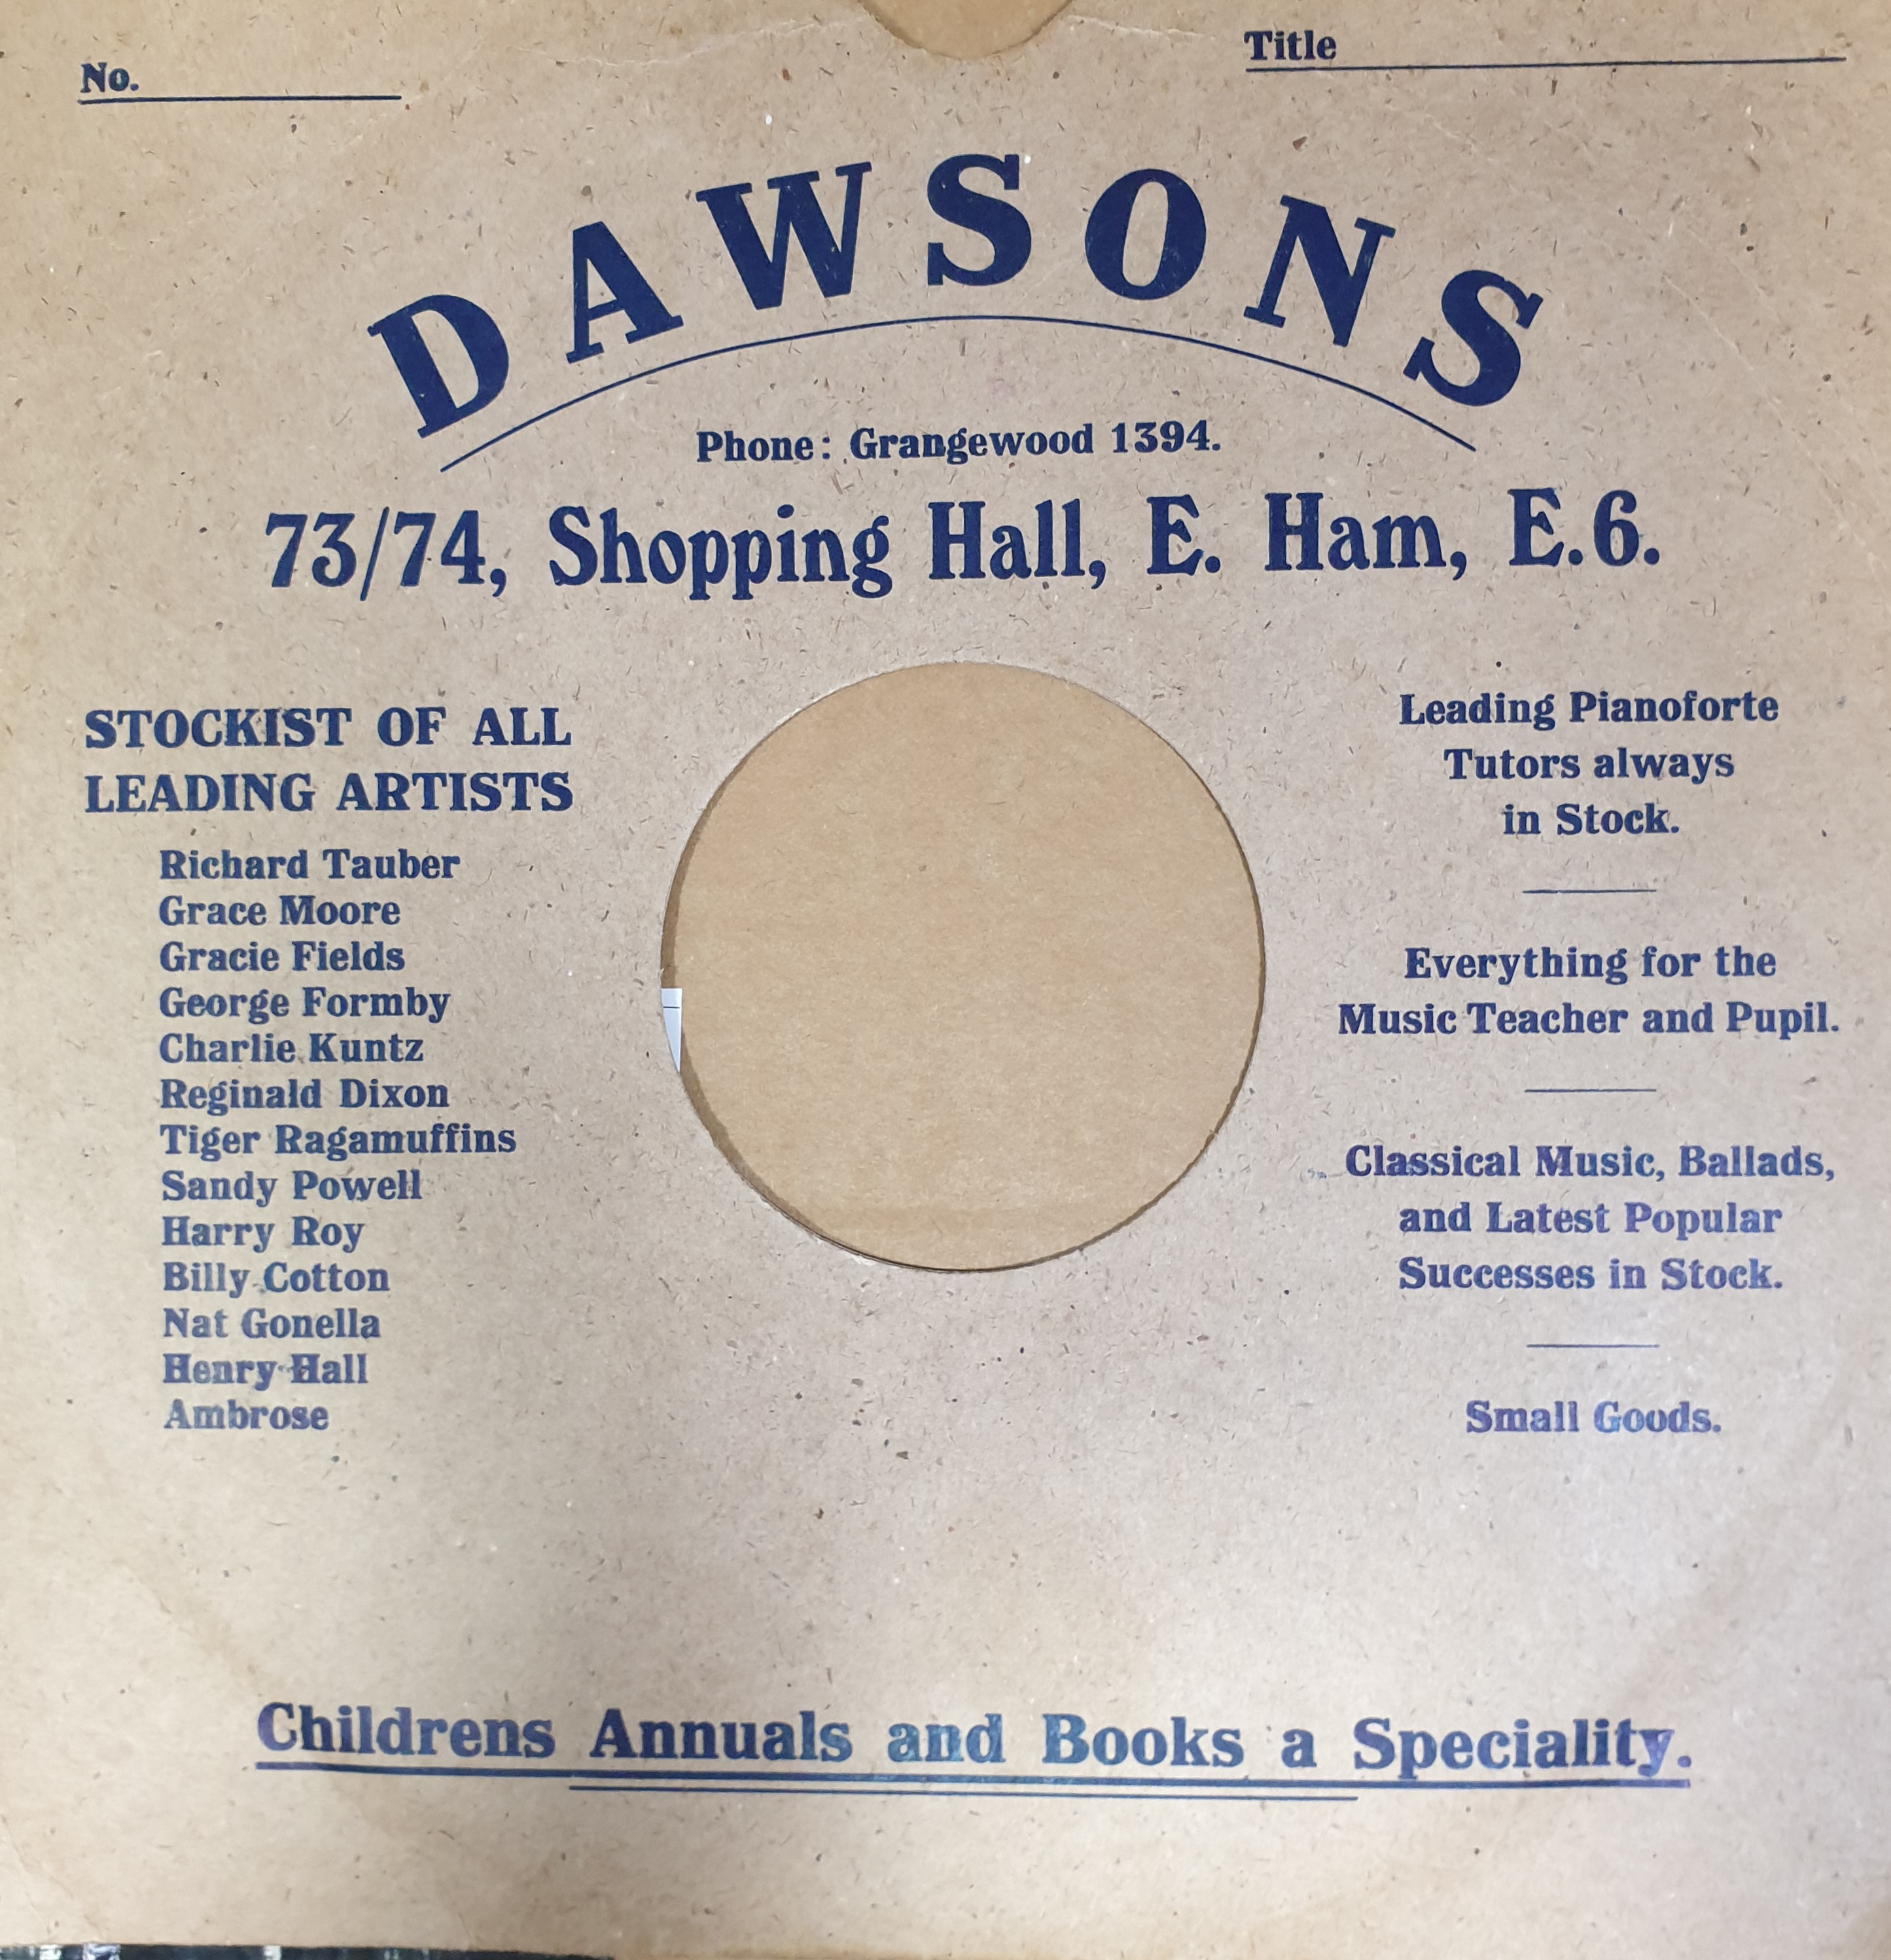 No.
Title
DAWSONS
Phone: Grangewood 1394.
73/74, Shopping Hall, E. Ham, E.6.
STOCKIST OF ALL
LEADING ARTISTS
Richard Tauber
Grace Moore
Gracie Fields
George Formby
Charlie Kuntz
Reginald Dixon
Tiger Ragamuffins
Sandy Powell
Harry Roy
Billy Cotton
Nat Gonella
Henry Hall
Ambrose
Leading Pianoforte
Tutors always
in Stock.
Everything for the
Music Teacher and Pupil.
Classical Music, Ballads,
and Latest Popular
Successes in Stock.
Small Goods.
Childrens Annuals and Books a Speciality.